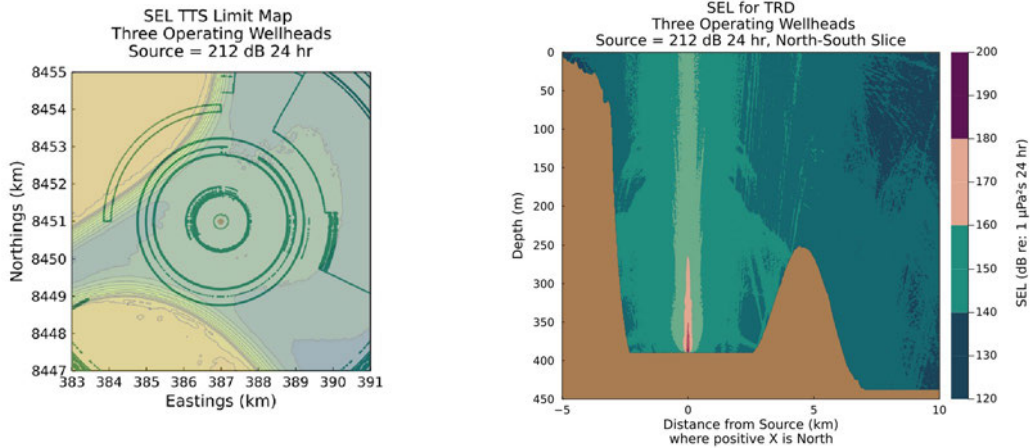 SEL TTS Limit Map
Three Operating Wellheads
Source = 212 dB 24 hr
8455
8454
8453
8452
8451
8450
8449
8448
8447
Northings (km)
383 384 385 386 387 388 389 390 391
Eastings (km)
SEL for TRD
Three Operating Wellheads
Source = 212 dB 24 hr, North-South Slice
0
50
100
150
200
250
300
350
400
450
Depth (m)
−5 0 5 10
Distance from Source (km)
where positive X is North
200
190
180
170
160
150
140
130
120
SEL (dB re: 1 μPa²s 24 hr)